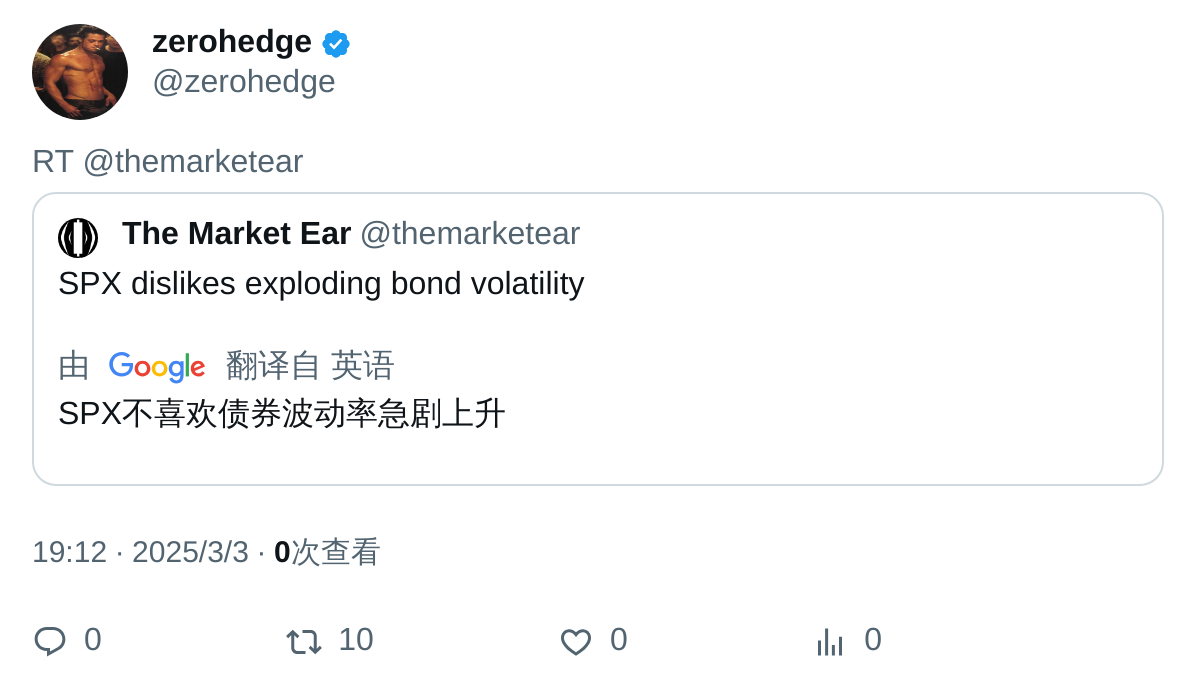 zerohedge
@zerohedge
RT @themarketear
The Market Ear @themarketear
SPX dislikes exploding bond volatility
由 Google 翻译自 英语
SPX不喜欢债券波动率急剧上升
19:12 · 2025/3/3 · 0次查看
0 10 0 0